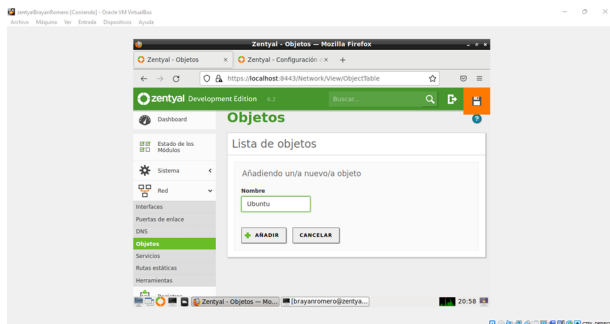 zentyalBrayanRomero [Corriendo] - Oracle VM VirtualBox
Archivo Máquina Ver Entrada Dispositivos Ayuda
Zentyal - Objetos — Mozilla Firefox
Zentyal - Objetos
Zentyal - Configuración
https://localhost:8443/Network/View/ObjectTable
zentyal Development Edition 6.2
Buscar...
Dashboard
Estado de los Módulos
Sistema
Red
Interfaces
Puertas de enlace
DNS
Objetos
Servicios
Rutas estáticas
Herramientas
Objetos
?
Lista de objetos
Añadiendo un/a nuevo/a objeto
Nombre
Ubuntu
AÑADIR
CANCELAR
Zentyal - Objetos — Mo...
[brayanromero@zentya...
20:58